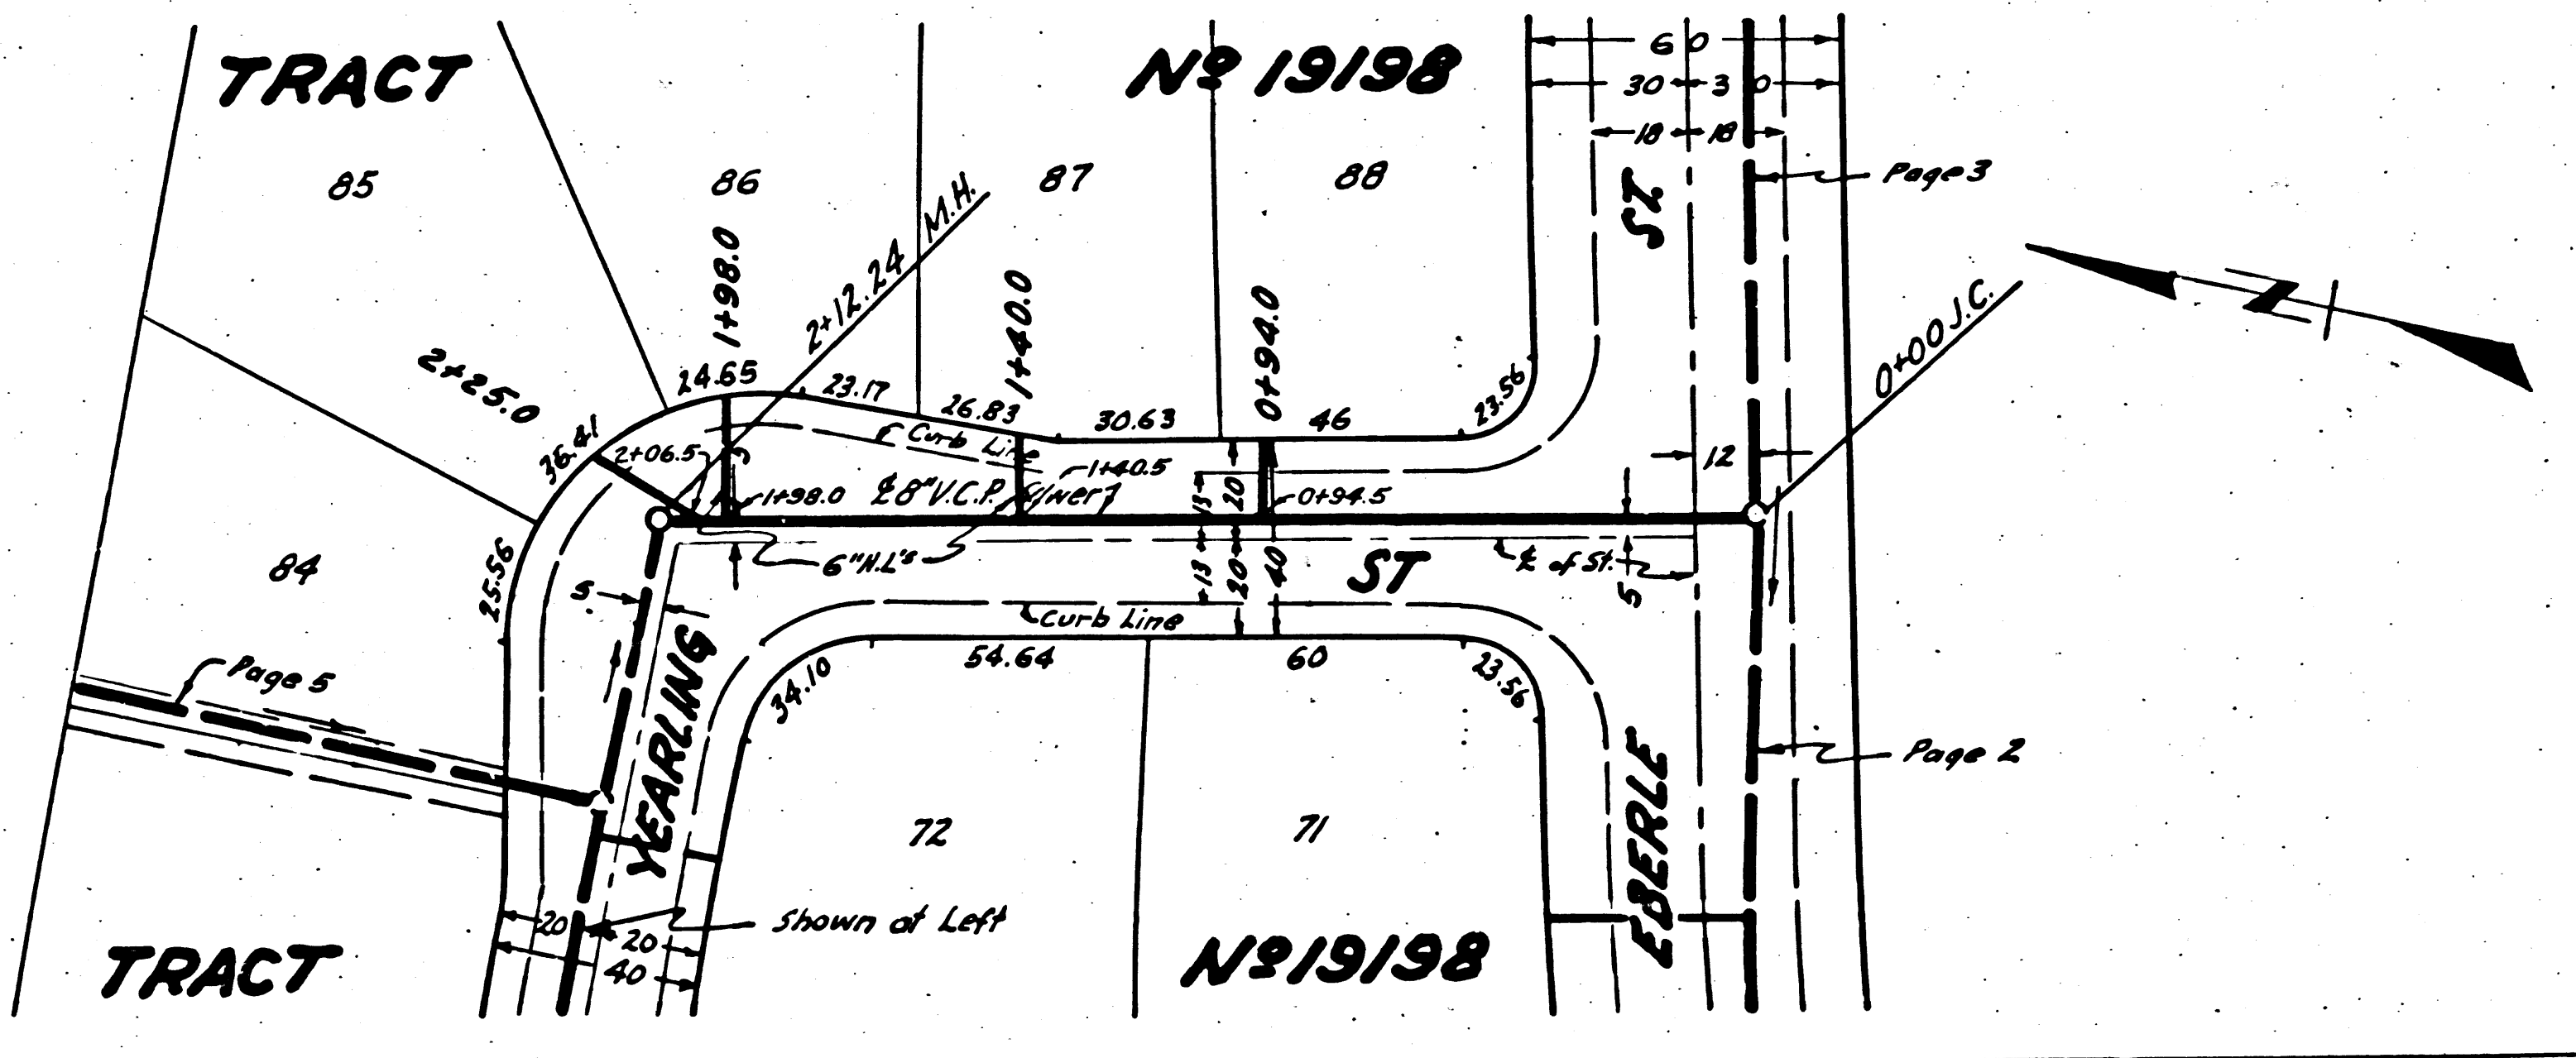 TRACT
Nº 19198
60
30 30
18 18
ST.
Page 3
85
86
87
88
M.H.
2+12.24
1+98.0
1+40.0
0+94.0
0+00 J.C.
N
2+25.0
24.65
23.17
26.83
30.63
46
23.56
36.41
Curb Line
2+06.5
5
1+98.0
℄ 8" V.C.P. Sewer
1+40.5
13
20
0+94.5
12
84
25.56
5
6" H.L's
13
20
40
ST
℄ of St.
5
Curb Line
YEARLING
Page 5
34.10
54.64
60
23.56
EBERLE
Page 2
72
71
Shown at Left
20
20
40
TRACT
Nº 19198